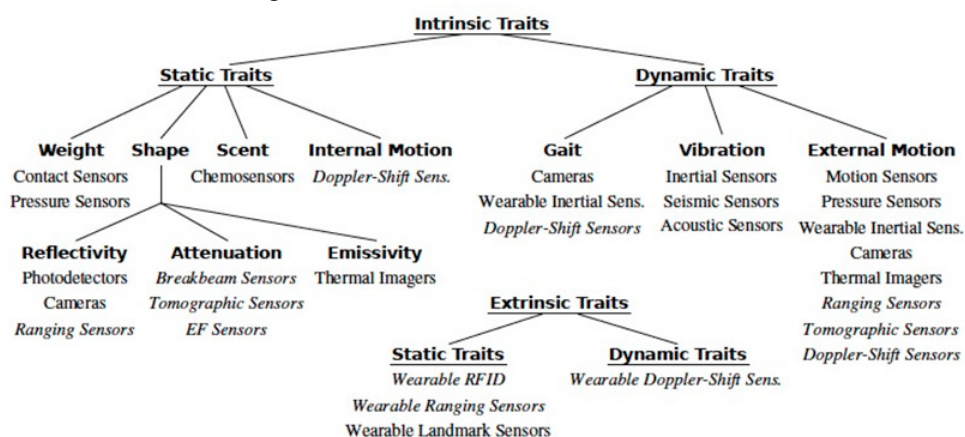 Intrinsic Traits
Static Traits
Dynamic Traits
Weight
Contact Sensors
Pressure Sensors
Shape
Scent
Chemosensors
Internal Motion
Doppler-Shift Sens.
Gait
Cameras
Wearable Inertial Sens.
Doppler-Shift Sensors
Vibration
Inertial Sensors
Seismic Sensors
Acoustic Sensors
External Motion
Motion Sensors
Pressure Sensors
Wearable Inertial Sens.
Cameras
Thermal Imagers
Ranging Sensors
Tomographic Sensors
Doppler-Shift Sensors
Reflectivity
Photodetectors
Cameras
Ranging Sensors
Attenuation
Breakbeam Sensors
Tomographic Sensors
EF Sensors
Emissivity
Thermal Imagers
Extrinsic Traits
Static Traits
Wearable RFID
Wearable Ranging Sensors
Wearable Landmark Sensors
Dynamic Traits
Wearable Doppler-Shift Sens.